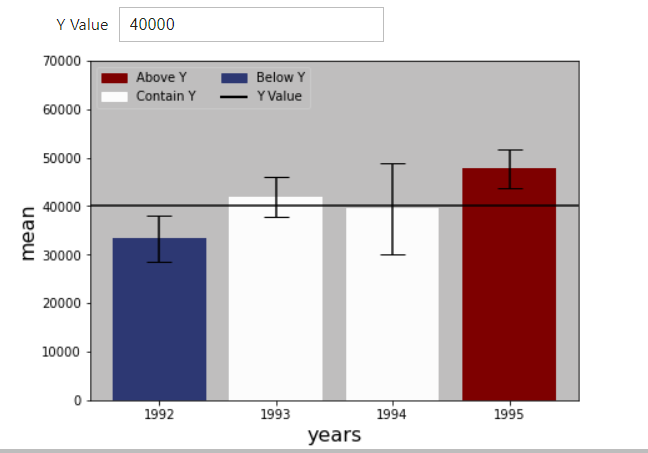 Y Value 40000
70000
Above Y Below Y
Contain Y Y Value
60000
50000
40000
30000
20000
10000
0
mean
1992 1993 1994 1995
years